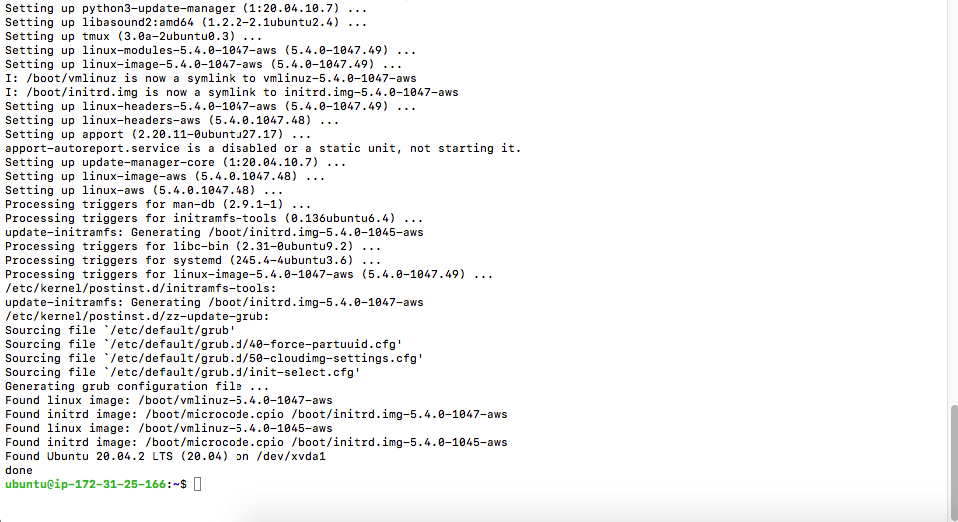 Setting up python3-update-manager (1:20.04.10.7) ...
Setting up libasound2:amd64 (1.2.2-2.1ubuntu2.4) ...
Setting up tmux (3.0a-2ubuntu0.3) ...
Setting up linux-modules-5.4.0-1047-aws (5.4.0-1047.49) ...
Setting up linux-image-5.4.0-1047-aws (5.4.0-1047.49) ...
I: /boot/vmlinuz is now a symlink to vmlinuz-5.4.0-1047-aws
I: /boot/initrd.img is now a symlink to initrd.img-5.4.0-1047-aws
Setting up linux-headers-5.4.0-1047-aws (5.4.0-1047.49) ...
Setting up linux-headers-aws (5.4.0.1047.48) ...
Setting up apport (2.20.11-0ubuntu27.17) ...
apport-autoreport.service is a disabled or a static unit, not starting it.
Setting up update-manager-core (1:20.04.10.7) ...
Setting up linux-image-aws (5.4.0.1047.48) ...
Setting up linux-aws (5.4.0.1047.48) ...
Processing triggers for man-db (2.9.1-1) ...
Processing triggers for initramfs-tools (0.136ubuntu6.4) ...
update-initramfs: Generating /boot/initrd.img-5.4.0-1045-aws
Processing triggers for libc-bin (2.31-0ubuntu9.2) ...
Processing triggers for systemd (245.4-4ubuntu3.6) ...
Processing triggers for linux-image-5.4.0-1047-aws (5.4.0-1047.49) ...
/etc/kernel/postinst.d/initramfs-tools:
update-initramfs: Generating /boot/initrd.img-5.4.0-1047-aws
/etc/kernel/postinst.d/zz-update-grub:
Sourcing file `/etc/default/grub'
Sourcing file `/etc/default/grub.d/40-force-partuuid.cfg'
Sourcing file `/etc/default/grub.d/50-cloudimg-settings.cfg'
Sourcing file `/etc/default/grub.d/init-select.cfg'
Generating grub configuration file ...
Found linux image: /boot/vmlinuz-5.4.0-1047-aws
Found initrd image: /boot/microcode.cpio /boot/initrd.img-5.4.0-1047-aws
Found linux image: /boot/vmlinuz-5.4.0-1045-aws
Found initrd image: /boot/microcode.cpio /boot/initrd.img-5.4.0-1045-aws
Found Ubuntu 20.04.2 LTS (20.04) on /dev/xvda1
done
ubuntu@ip-172-31-25-166:~$